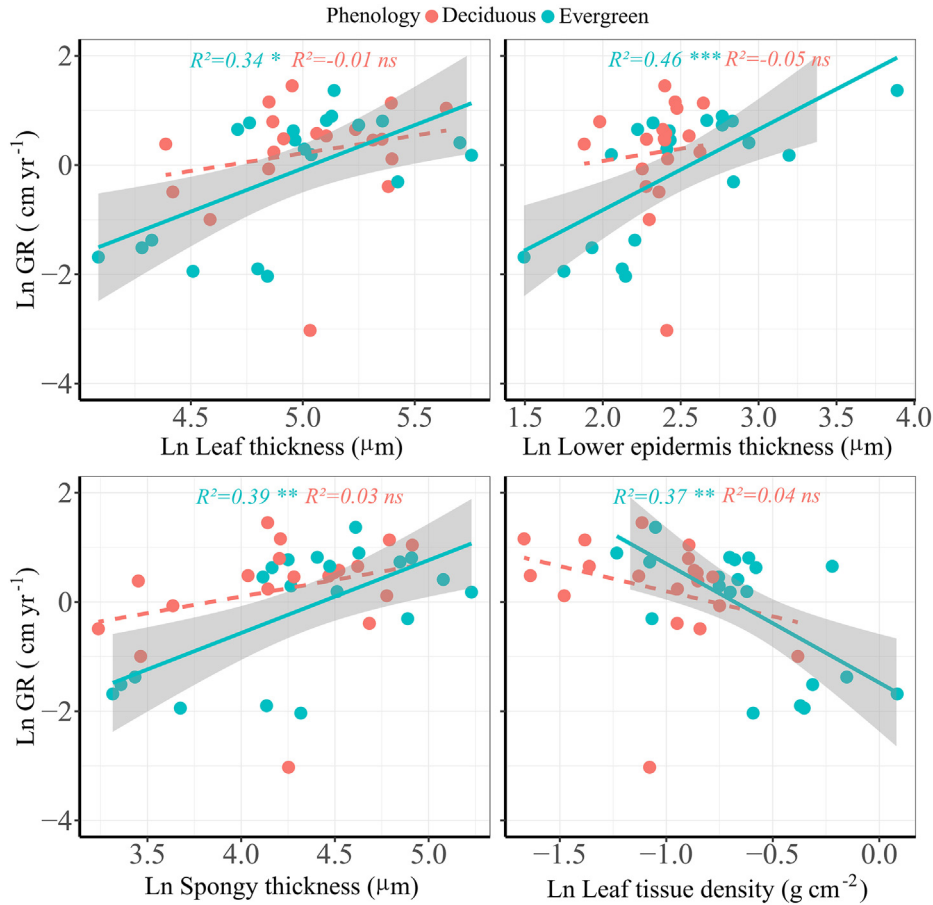 Phenology Deciduous Evergreen
R²=0.34 * R²=-0.01 ns
R²=0.46 *** R²=-0.05 ns
2
0
−2
−4
Ln GR ( cm yr⁻¹)
4.5 5.0 5.5
1.5 2.0 2.5 3.0 3.5 4.0
Ln Leaf thickness (μm)
Ln Lower epidermis thickness (μm)
R²=0.39 ** R²=0.03 ns
R²=0.37 ** R²=0.04 ns
2
0
−2
−4
Ln GR ( cm yr⁻¹)
3.5 4.0 4.5 5.0
−1.5 −1.0 −0.5 0.0
Ln Spongy thickness (μm)
Ln Leaf tissue density (g cm⁻²)